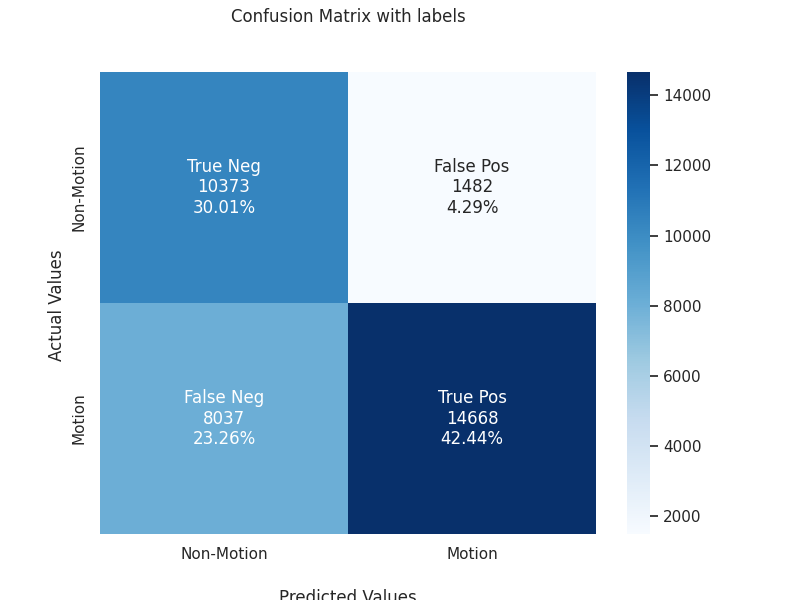 Confusion Matrix with labels
True Neg
10373
30.01%
False Pos
1482
4.29%
False Neg
8037
23.26%
True Pos
14668
42.44%
Non-Motion
Motion
Actual Values
Non-Motion
Motion
Predicted Values
14000
12000
10000
8000
6000
4000
2000